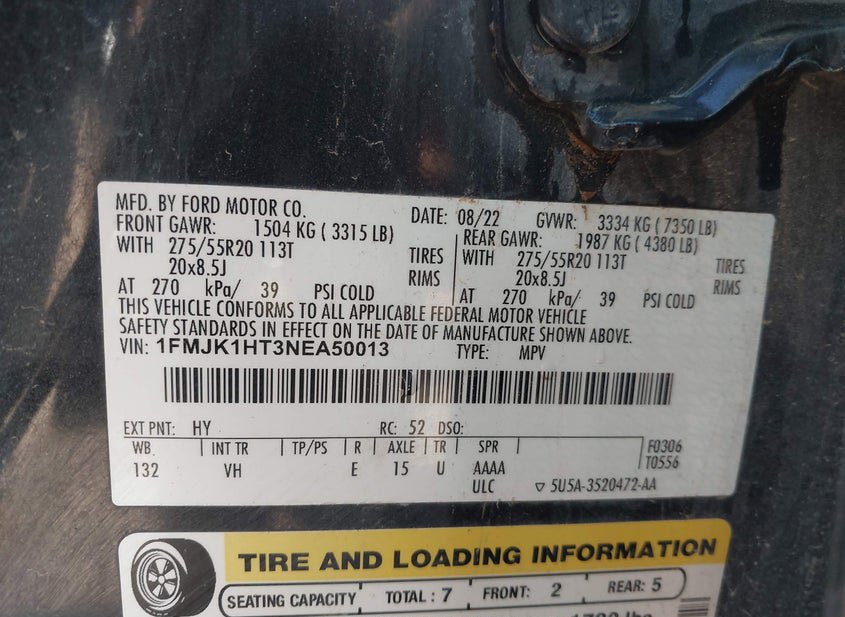 MFD. BY FORD MOTOR CO. DATE: 08/22 GVWR: 3334 KG ( 7350 LB)
FRONT GAWR: 1504 KG ( 3315 LB) REAR GAWR: 1987 KG ( 4380 LB)
WITH 275/55R20 113T TIRES WITH 275/55R20 113T TIRES
20x8.5J RIMS 20x8.5J RIMS
AT 270 kPa/ 39 PSI COLD AT 270 kPa/ 39 PSI COLD
THIS VEHICLE CONFORMS TO ALL APPLICABLE FEDERAL MOTOR VEHICLE
SAFETY STANDARDS IN EFFECT ON THE DATE OF MANUFACTURE SHOWN ABOVE.
VIN: 1FMJK1HT3NEA50013 TYPE: MPV
EXT PNT: HY RC: 52 DSO:
WB INT TR TP/PS R AXLE TR SPR F0306
132 VH E 15 U AAAA T0556
ULC ▽ 5U5A-3520472-AA
TIRE AND LOADING INFORMATION
SEATING CAPACITY TOTAL : 7 FRONT: 2 REAR: 5